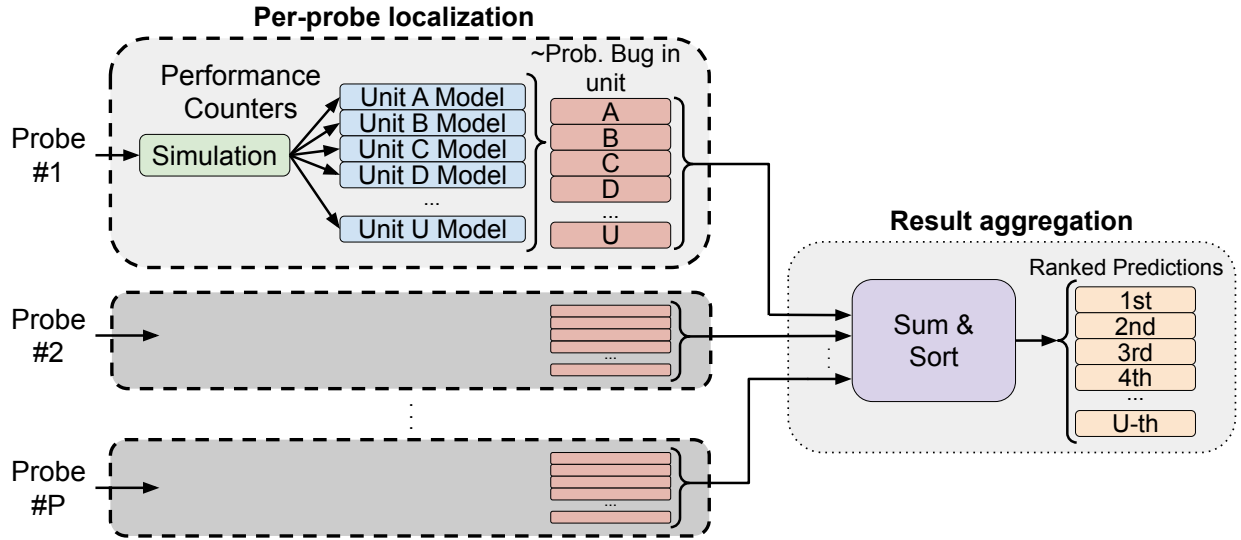 Per-probe localization
Probe
#1
Simulation
Performance
Counters
Unit A Model
Unit B Model
Unit C Model
Unit D Model
...
Unit U Model
~Prob. Bug in
unit
A
B
C
D
...
U
Probe
#2
...
...
Probe
#P
...
Result aggregation
...
Sum &
Sort
Ranked Predictions
1st
2nd
3rd
4th
...
U-th